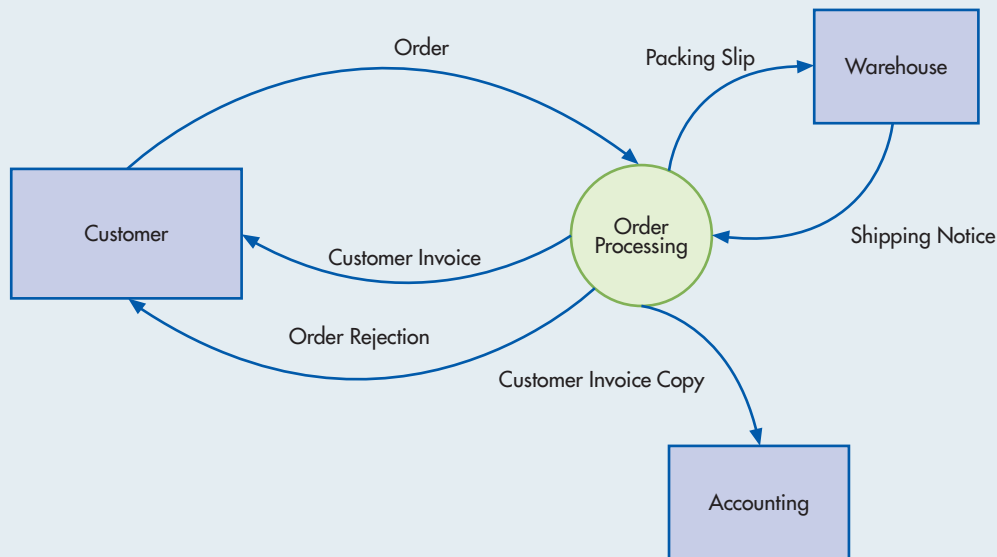 Order
Packing Slip
Warehouse
Customer
Order
Processing
Shipping Notice
Customer Invoice
Order Rejection
Customer Invoice Copy
Accounting